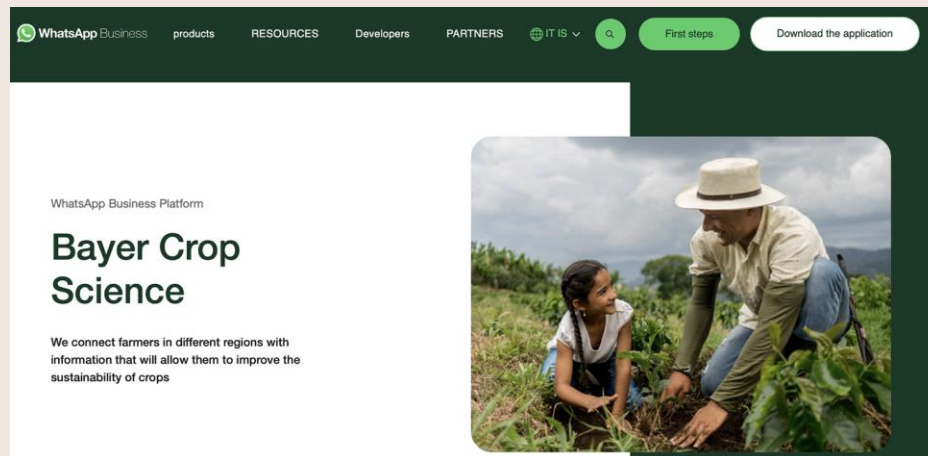 WhatsApp Business
products
RESOURCES
Developers
PARTNERS
IT IS
First steps
Download the application
WhatsApp Business Platform
Bayer Crop
Science
We connect farmers in different regions with
information that will allow them to improve the
sustainability of crops